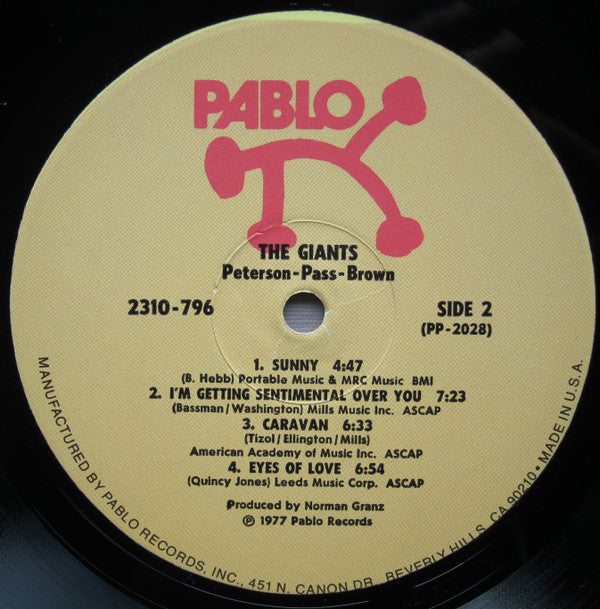 PABLO
THE GIANTS
Peterson-Pass-Brown
2310-796
SIDE 2
(PP-2028)
1. SUNNY 4:47
(B. Hebb) Portable Music & MRC Music BMI
2. I'M GETTING SENTIMENTAL OVER YOU 7:23
(Bassman/Washington) Mills Music Inc. ASCAP
3. CARAVAN 6:33
(Tizol/Ellington/Mills)
American Academy of Music Inc. ASCAP
4. EYES OF LOVE 6:54
(Quincy Jones) Leeds Music Corp. ASCAP
Produced by Norman Granz
℗ 1977 Pablo Records
MANUFACTURED BY PABLO RECORDS, INC., 451 N. CANON DR., BEVERLY HILLS, CA 90210 • MADE IN U.S.A.